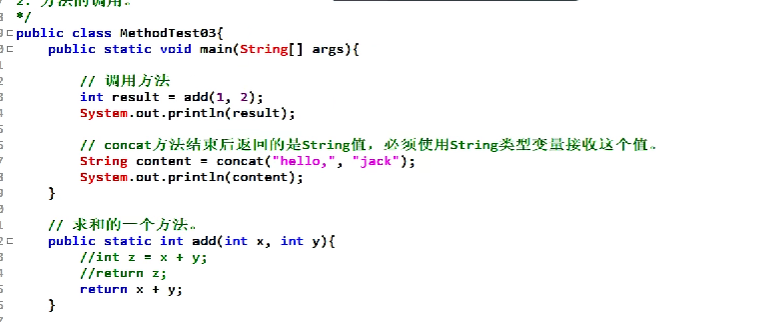 2. 方法的调用。
*/
public class MethodTest03{
public static void main(String[] args){
// 调用方法
int result = add(1, 2);
System.out.println(result);
// concat方法结束后返回的是String值，必须使用String类型变量接收这个值。
String content = concat("hello,", "jack");
System.out.println(content);
}
// 求和的一个方法。
public static int add(int x, int y){
//int z = x + y;
//return z;
return x + y;
}